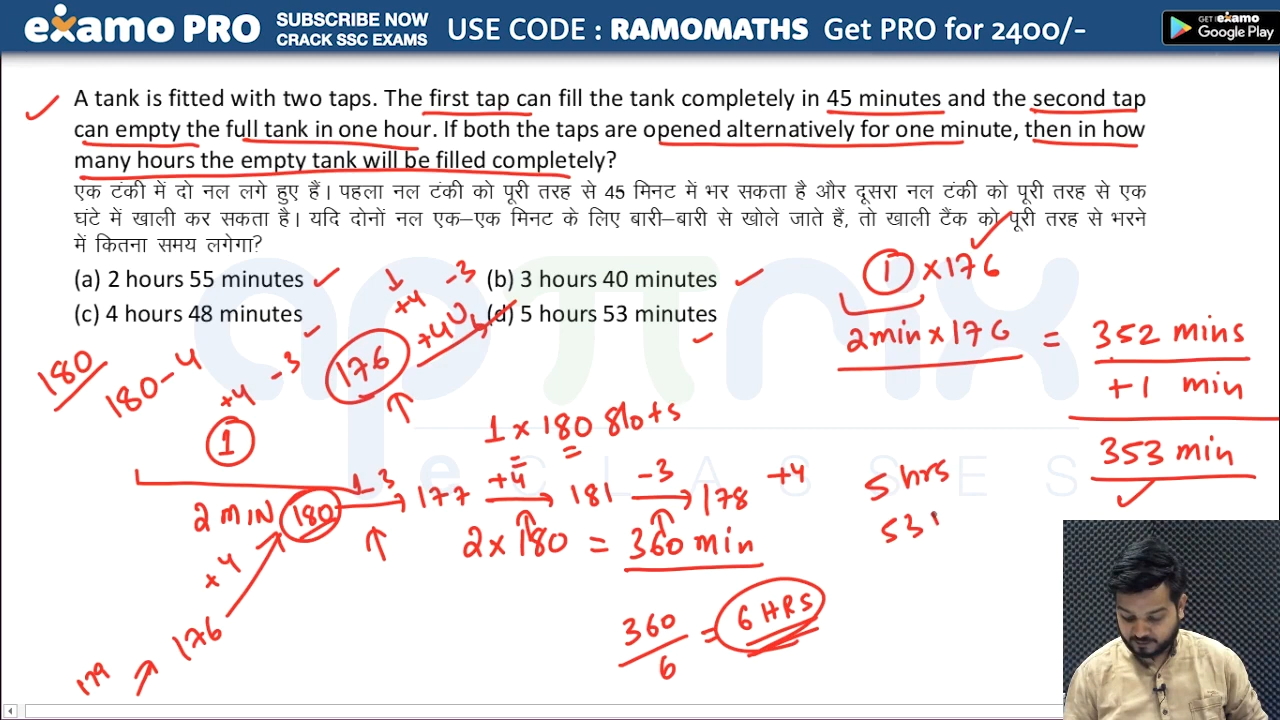 examo PRO SUBSCRIBE NOW
CRACK SSC EXAMS
USE CODE : RAMOMATHS Get PRO for 2400/-
GET IT examo
Google Play
A tank is fitted with two taps. The first tap can fill the tank completely in 45 minutes and the second tap
can empty the full tank in one hour. If both the taps are opened alternatively for one minute, then in how
many hours the empty tank will be filled completely?
एक टंकी में दो नल लगे हुए हैं। पहला नल टंकी को पूरी तरह से 45 मिनट में भर सकता है और दूसरा नल टंकी को पूरी तरह से एक
घंटे में खाली कर सकता है। यदि दोनों नल एक–एक मिनट के लिए बारी–बारी से खोले जाते हैं, तो खाली टैंक को पूरी तरह से भरने
में कितना समय लगेगा?
(a) 2 hours 55 minutes
(b) 3 hours 40 minutes
(c) 4 hours 48 minutes
(d) 5 hours 53 minutes
1 × 176
2 min × 176 = 352 mins
+1 min
353 min
5 hrs
53
180
180-4
+4 -3
1
2 MIN
1 -3
+4
176
+4
1 × 180 slots
180
13
177 +4 181 -3 178 +4
2 × 180 = 360 min
360
6
= 6 HRS
+4
176
179